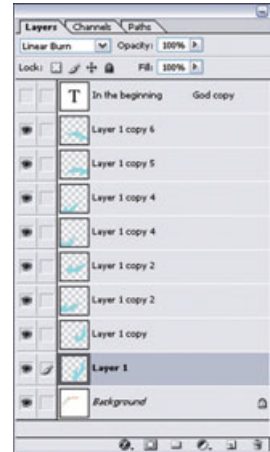 Layers Channels Paths
Linear Burn Opacity: 100%
Lock: Fill: 100%
T In the beginning God copy
Layer 1 copy 6
Layer 1 copy 5
Layer 1 copy 4
Layer 1 copy 4
Layer 1 copy 2
Layer 1 copy 2
Layer 1 copy
Layer 1
Background